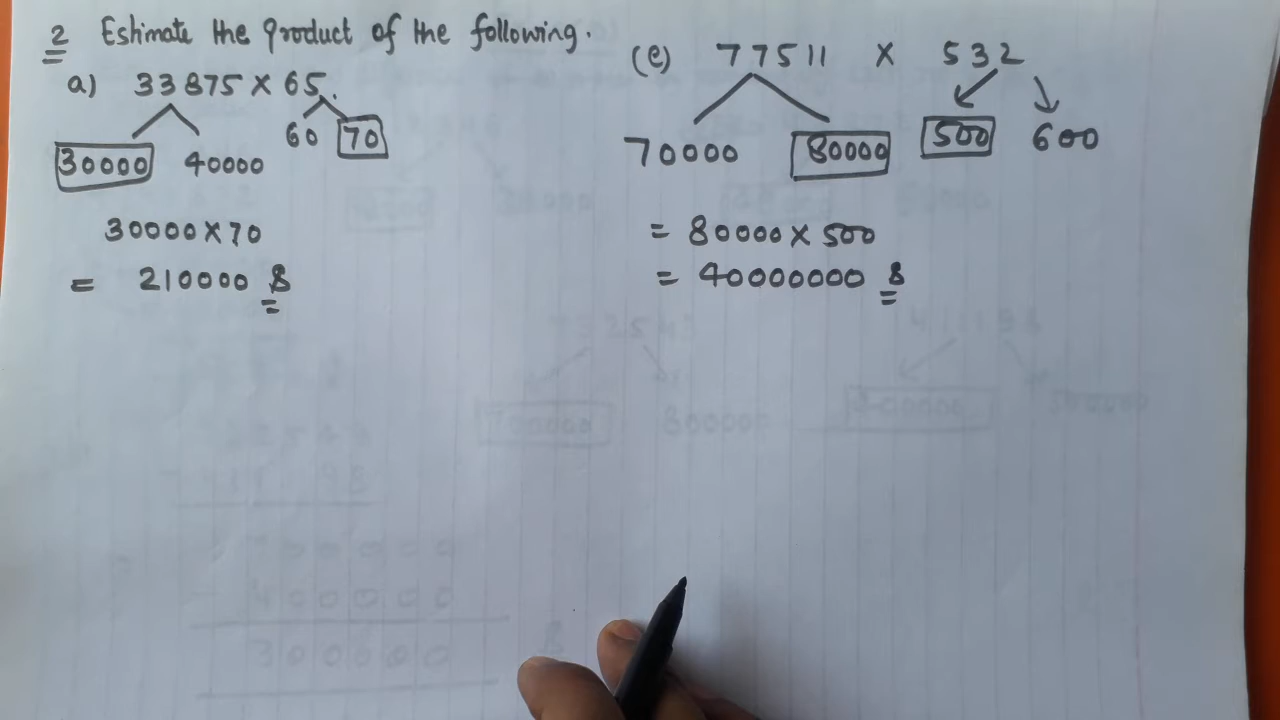 2 Estimate the product of the following.
a) 33875 × 65.
30000 40000 60 70
30000 × 70
= 210000
(e) 77511 × 532
70000 80000 500 600
= 80000 × 500
= 40000000